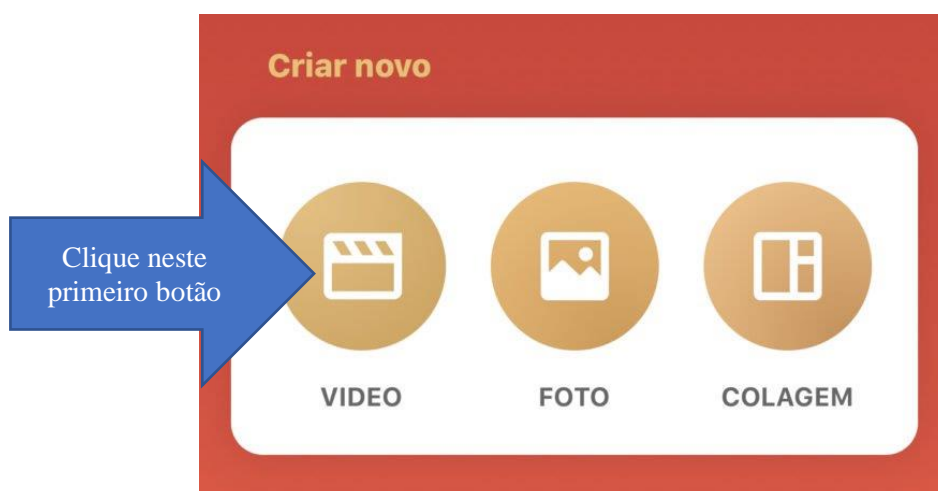 Criar novo
Clique neste
primeiro botão
VIDEO
FOTO
COLAGEM